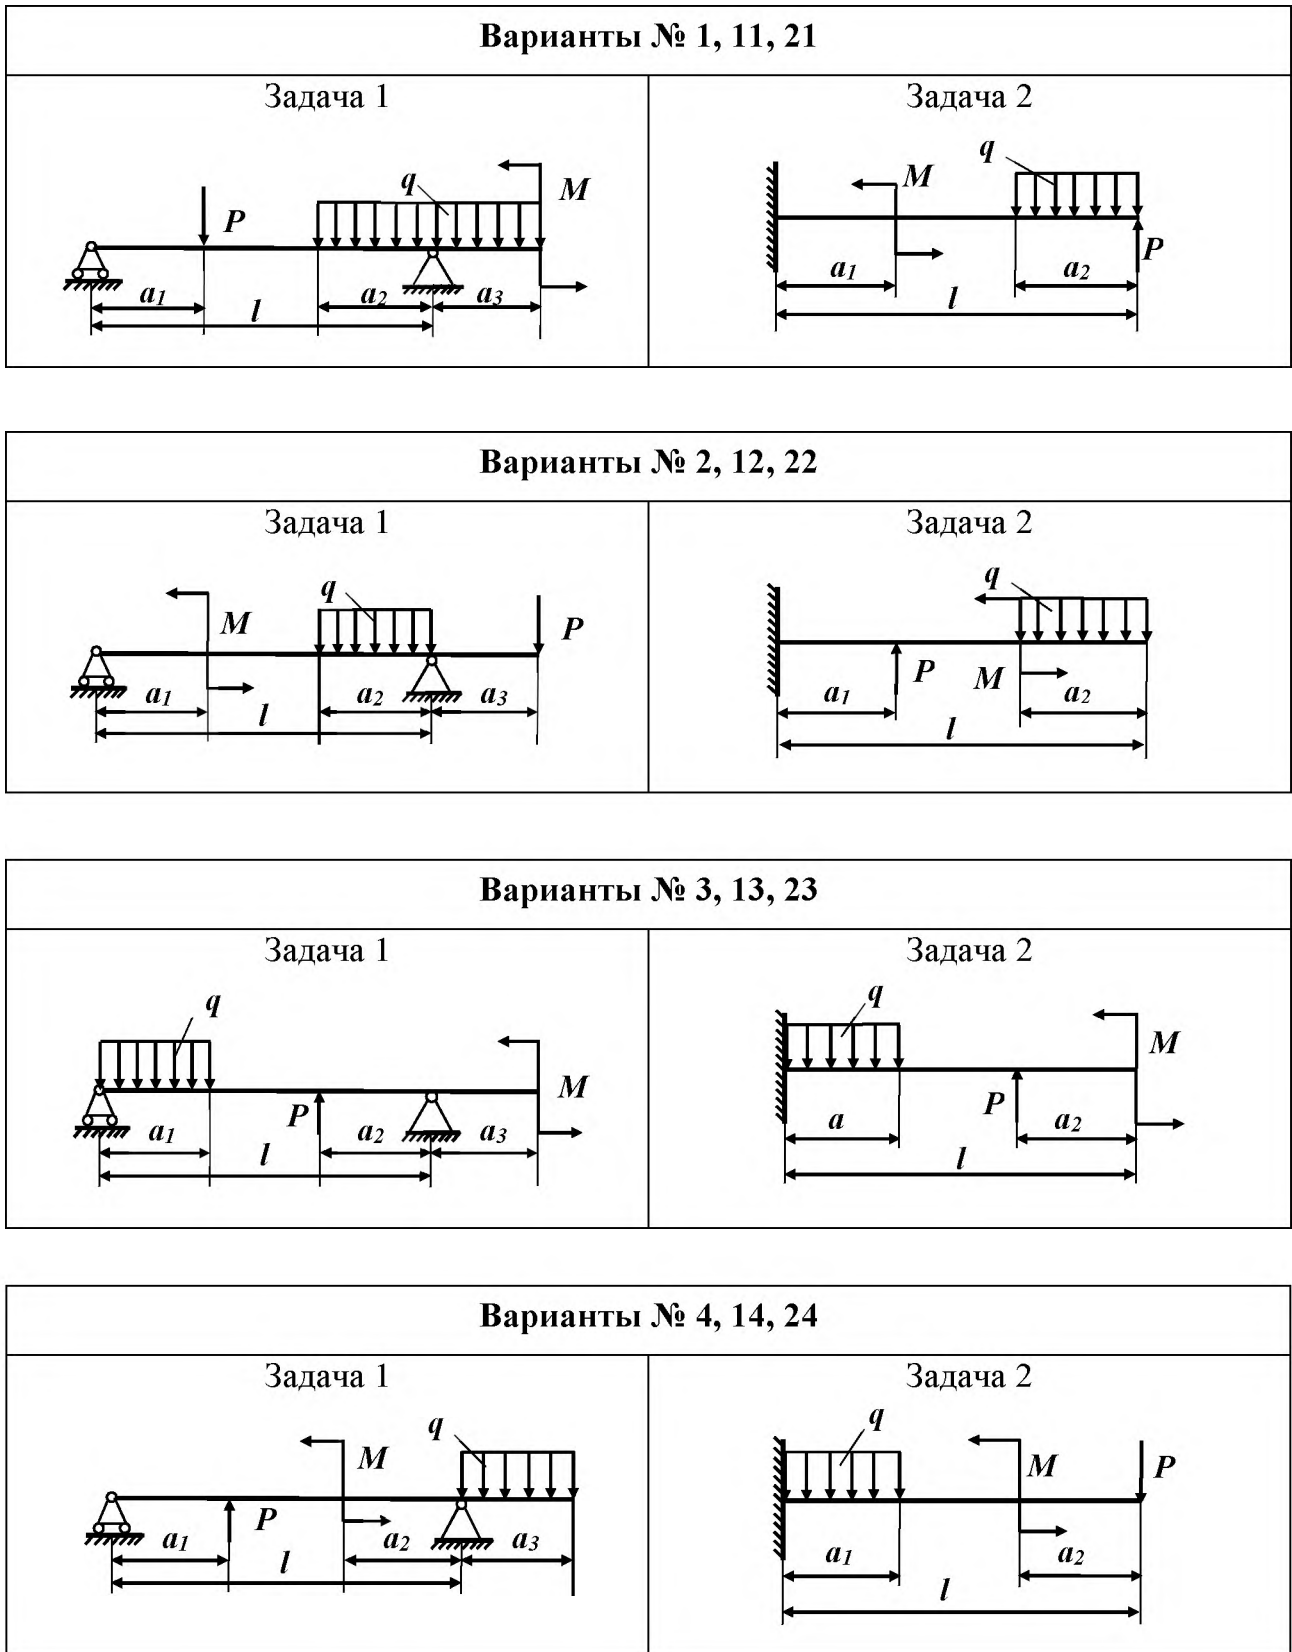 Варианты № 1, 11, 21
Задача 1
Задача 2
q
M
P
a1
a2
a3
l
q
M
a1
a2
P
l
Варианты № 2, 12, 22
Задача 1
Задача 2
q
M
P
a1
a2
a3
l
q
P
M
a1
a2
l
Варианты № 3, 13, 23
Задача 1
Задача 2
q
M
P
a1
a2
a3
l
q
M
P
a
a2
l
Варианты № 4, 14, 24
Задача 1
Задача 2
q
M
P
a1
a2
a3
l
q
M
P
a1
a2
l